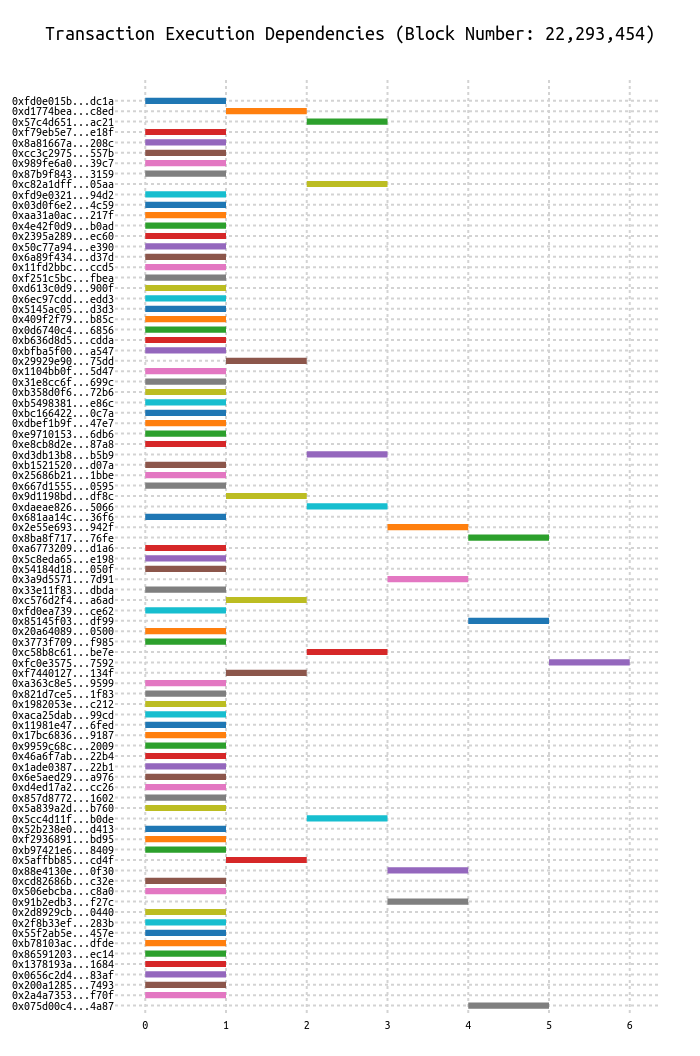 Transaction Execution Dependencies (Block Number: 22,293,454)
0xfd0e015b...dc1a
0xd1774bea...c8ed
0x57c4d651...ac21
0xf79eb5e7...e18f
0x8a81667a...208c
0xcc3c2975...557b
0x989fe6a0...39c7
0x87b9f843...3159
0xc82a1dff...05aa
0xfd9e0321...94d2
0x03d0f6e2...4c59
0xaa31a0ac...217f
0x4e42f0d9...b0ad
0x2395a289...ec60
0x50c77a94...e390
0x6a89f434...d37d
0x11fd2bbc...ccd5
0xf251c5bc...fbea
0xd613c0d9...900f
0x6ec97cdd...edd3
0x5145ac05...d3d3
0x409f2f79...b85c
0x0d6740c4...6856
0xb636d8d5...cdda
0xbfba5f00...a547
0x29929e90...75dd
0x1104bb0f...5d47
0x31e8cc6f...699c
0xb358d0f6...72b6
0xb5498381...e86c
0xbc166422...0c7a
0xdbef1b9f...47e7
0xe9710153...6db6
0xe8cb8d2e...87a8
0xd3db13b8...b5b9
0xb1521520...d07a
0x25686b21...1bbe
0x667d1555...0595
0x9d1198bd...df8c
0xdaeae826...5066
0x681aa14c...36f6
0x2e55e693...942f
0x8ba8f717...76fe
0xa6773209...d1a6
0x5c8eda65...e198
0x54184d18...050f
0x3a9d5571...7d91
0x33e11f83...dbda
0xc576d2f4...a6ad
0xfd0ea739...ce62
0x85145f03...df99
0x20a64089...0500
0x3773f709...f985
0xc58b8c61...be7e
0xfc0e3575...7592
0xf7440127...134f
0xa363c8e5...9599
0x821d7ce5...1f83
0x1982053e...c212
0xaca25dab...99cd
0x11981e47...6fed
0x17bc6836...9187
0x9959c68c...2009
0x46a6f7ab...22b4
0x1ade0387...22b1
0x6e5aed29...a976
0xd4ed17a2...cc26
0x857d8772...1602
0x5a839a2d...b760
0x5cc4d11f...b0de
0x52b238e0...d413
0xf2936891...bd95
0xb97421e6...8409
0x5affbb85...cd4f
0x88e4130e...0f30
0xcd82686b...c32e
0x506ebcba...c8a0
0x91b2edb3...f27c
0x2d8929cb...0440
0x2f8b33ef...283b
0x55f2ab5e...457e
0xb78103ac...dfde
0x86591203...ec14
0x1378193a...1684
0x0656c2d4...83af
0x200a1285...7493
0x2a4a7353...f70f
0x075d00c4...4a87
0 1 2 3 4 5 6